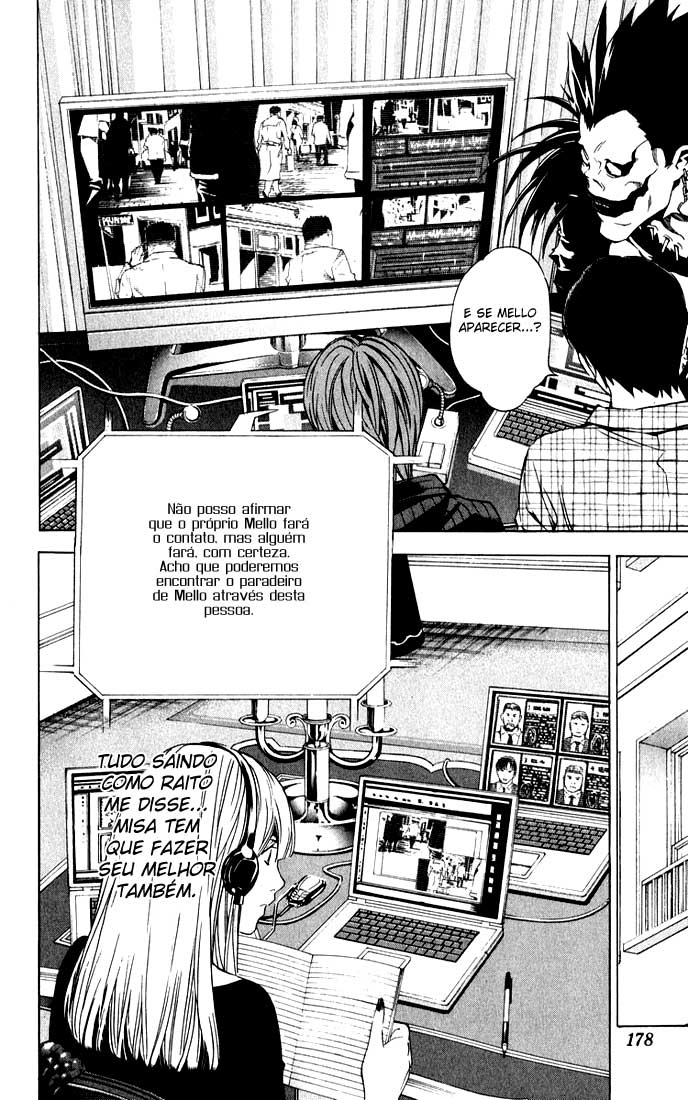 E SE MELLO
APARECER...?
Não posso afirmar
que o próprio Mello fará
o contato, mas alguém
fará, com certeza.
Acho que poderemos
encontrar o paradeiro
de Mello através desta
pessoa.
TUDO SAINDO
COMO RAITO
ME DISSE...
MISA TEM
QUE FAZER
SEU MELHOR
TAMBÉM.
178